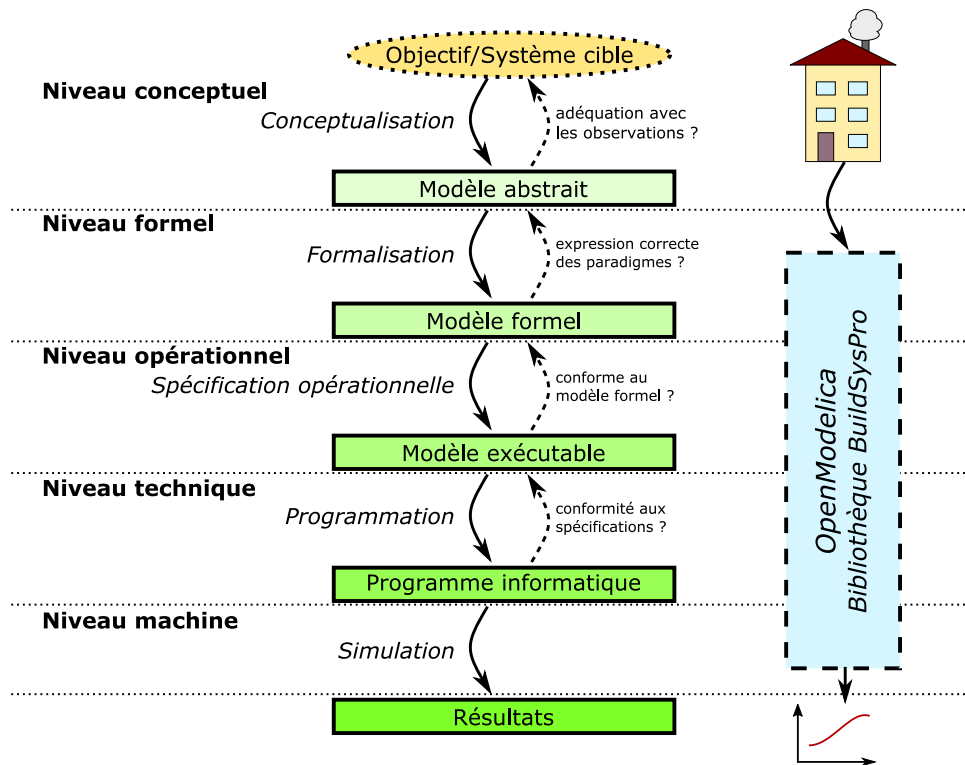 Objectif/Système cible
Niveau conceptuel
Conceptualisation
adéquation avec
les observations ?
Modèle abstrait
Niveau formel
Formalisation
expression correcte
des paradigmes ?
Modèle formel
Niveau opérationnel
Spécification opérationnelle
conforme au
modèle formel ?
Modèle exécutable
Niveau technique
Programmation
conformité aux
spécifications ?
Programme informatique
Niveau machine
Simulation
Résultats
OpenModelica
Bibliothèque BuildSysPro